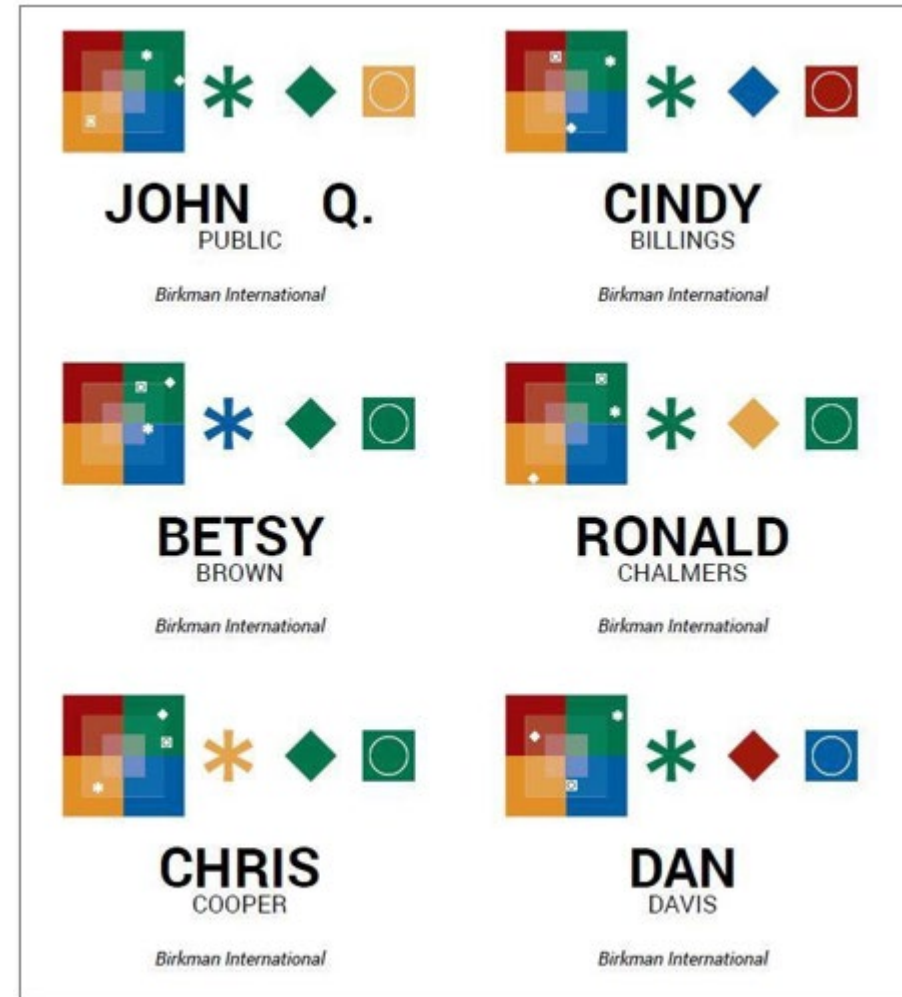 JOHN Q.
PUBLIC
Birkman International
CINDY
BILLINGS
Birkman International
BETSY
BROWN
Birkman International
RONALD
CHALMERS
Birkman International
CHRIS
COOPER
Birkman International
DAN
DAVIS
Birkman International